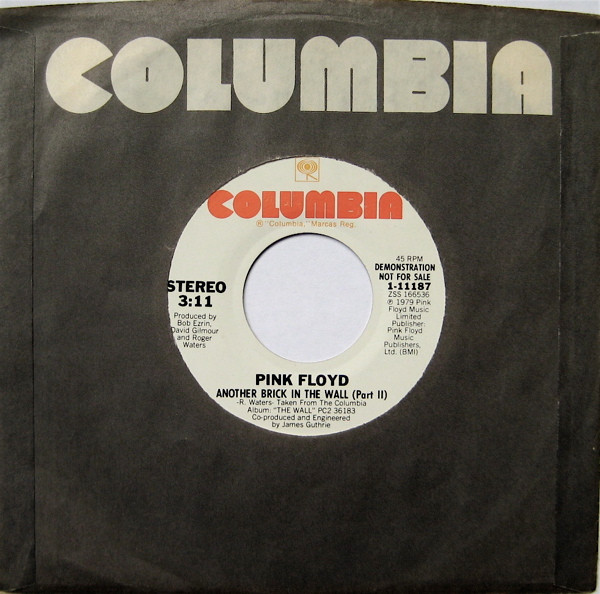 COLUMBIA
COLUMBIA
® "Columbia," Marcas Reg.
STEREO
3:11
Produced by
Bob Ezrin,
David Gilmour
and Roger
Waters
45 RPM
DEMONSTRATION
NOT FOR SALE
1-11187
ZSS 166536
℗ 1979 Pink
Floyd Music
Limited
Publisher:
Pink Floyd
Music
Publishers,
Ltd. (BMI)
PINK FLOYD
ANOTHER BRICK IN THE WALL (Part II)
-R. Waters- Taken From The Columbia
Album: "THE WALL" PC2 36183
Co-produced and Engineered
by James Guthrie